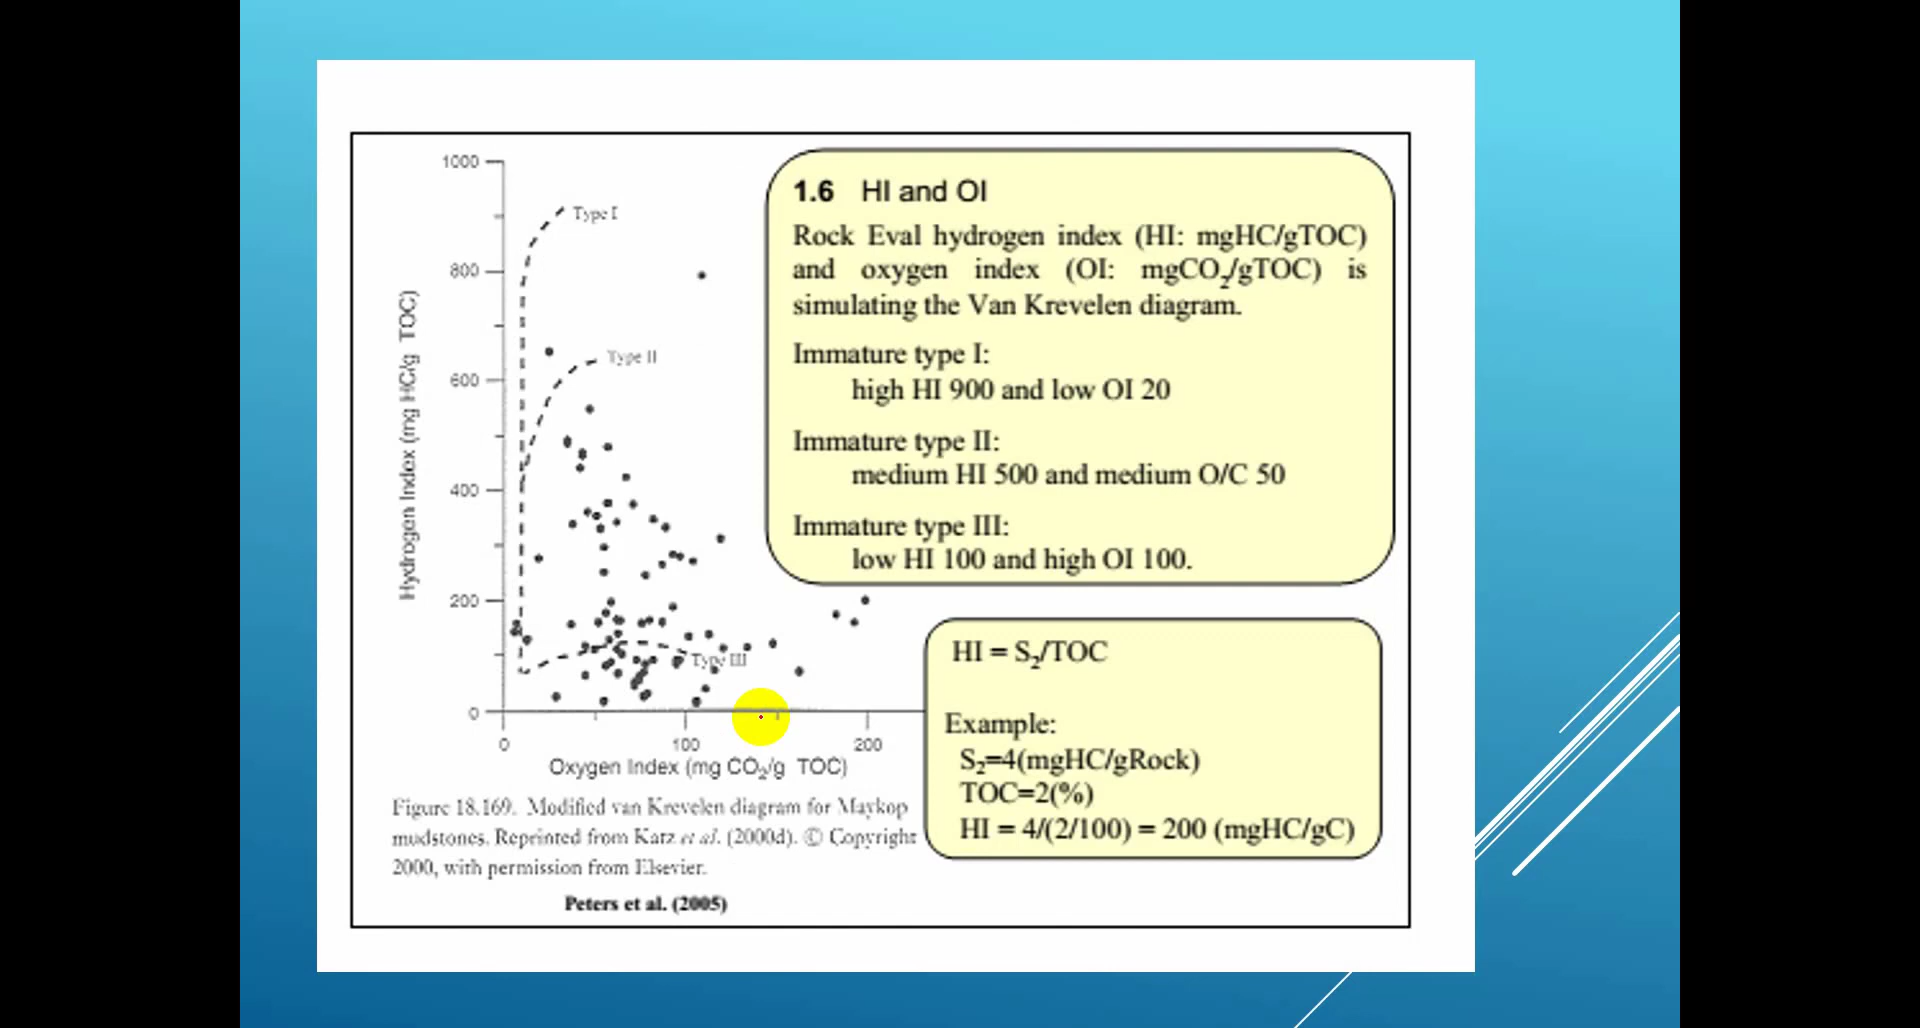 1000
800
600
400
200
0
Hydrogen Index (mg HC/g TOC)
Type I
Type II
Type III
0
100
200
Oxygen Index (mg CO₂/g TOC)
Figure 18.169. Modified van Krevelen diagram for Maykop
mudstones. Reprinted from Katz et al. (2000d). © Copyright
2000, with permission from Elsevier.
Peters et al. (2005)
1.6 HI and OI
Rock Eval hydrogen index (HI: mgHC/gTOC)
and oxygen index (OI: mgCO₂/gTOC) is
simulating the Van Krevelen diagram.
Immature type I:
high HI 900 and low OI 20
Immature type II:
medium HI 500 and medium O/C 50
Immature type III:
low HI 100 and high OI 100.
HI = S₂/TOC
Example:
S₂=4(mgHC/gRock)
TOC=2(%)
HI = 4/(2/100) = 200 (mgHC/gC)